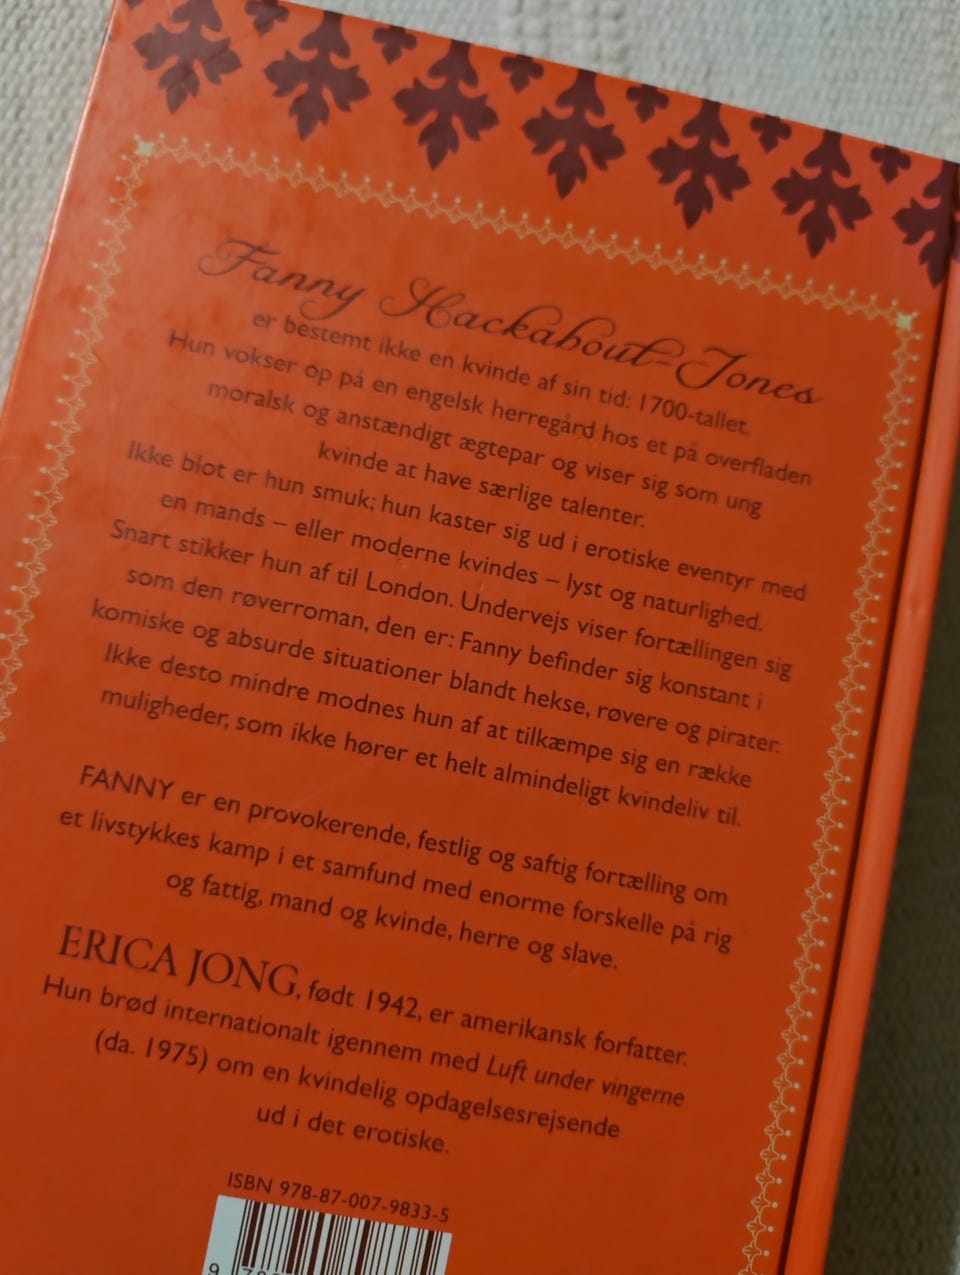 Fanny Hackabout-Jones
er bestemt ikke en kvinde af sin tid: 1700-tallet.
Hun vokser op på en engelsk herregård hos et på overfladen
moralsk og anstændigt ægtepar og viser sig som ung
kvinde at have særlige talenter.
Ikke blot er hun smuk; hun kaster sig ud i erotiske eventyr med
en mands – eller moderne kvindes – lyst og naturlighed.
Snart stikker hun af til London. Undervejs viser fortællingen sig
som den røverroman, den er: Fanny befinder sig konstant i
komiske og absurde situationer blandt hekse, røvere og pirater.
Ikke desto mindre modnes hun af at tilkæmpe sig en række
muligheder, som ikke hører et helt almindeligt kvindeliv til.
FANNY er en provokerende, festlig og saftig fortælling om
et livstykkes kamp i et samfund med enorme forskelle på rig
og fattig, mand og kvinde, herre og slave.
ERICA JONG, født 1942, er amerikansk forfatter.
Hun brød internationalt igennem med Luft under vingerne
(da. 1975) om en kvindelig opdagelsesrejsende
ud i det erotiske.
ISBN 978-87-007-9833-5